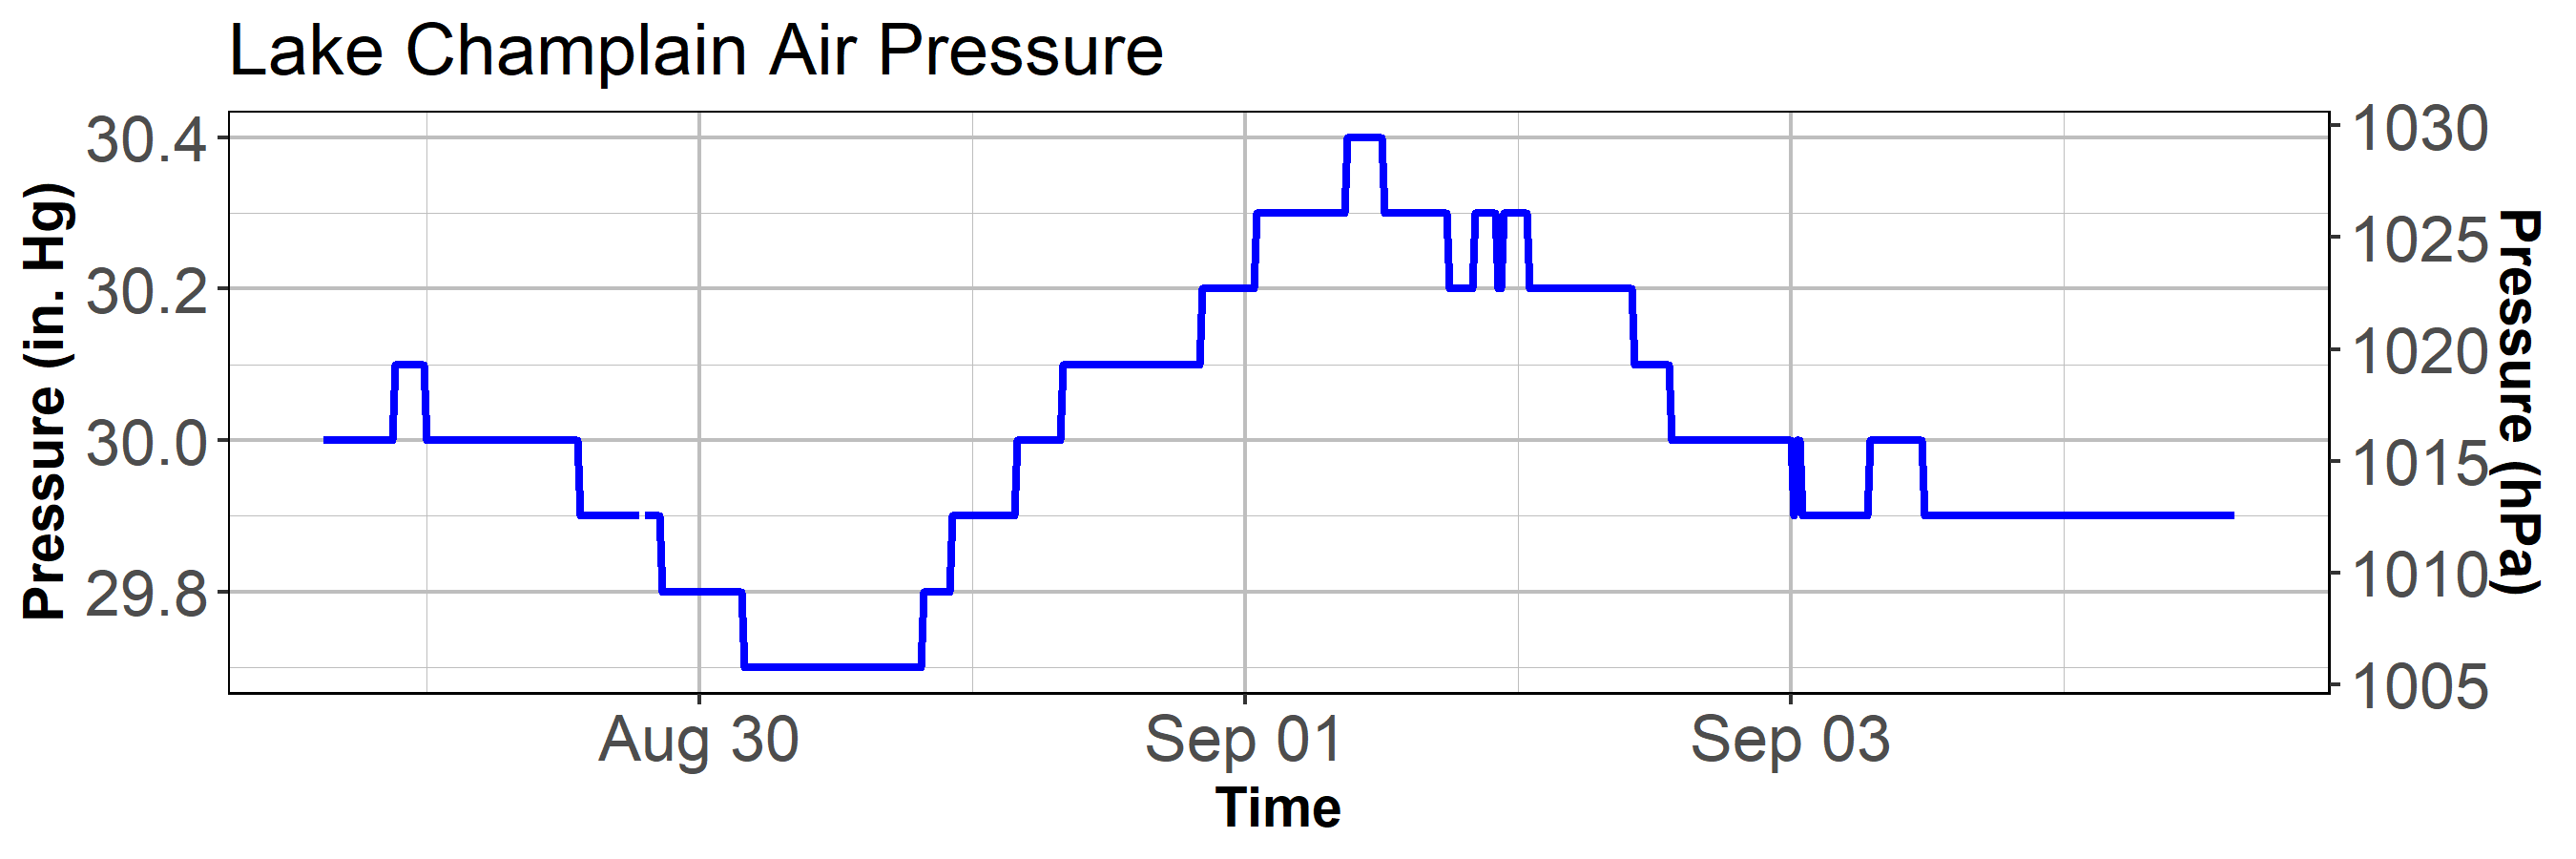 Lake Champlain Air Pressure
Pressure (in. Hg)
30.4
30.2
30.0
29.8
1030
1025
1020
1015
1010
1005
Pressure (hPa)
Aug 30 Sep 01 Sep 03
Time